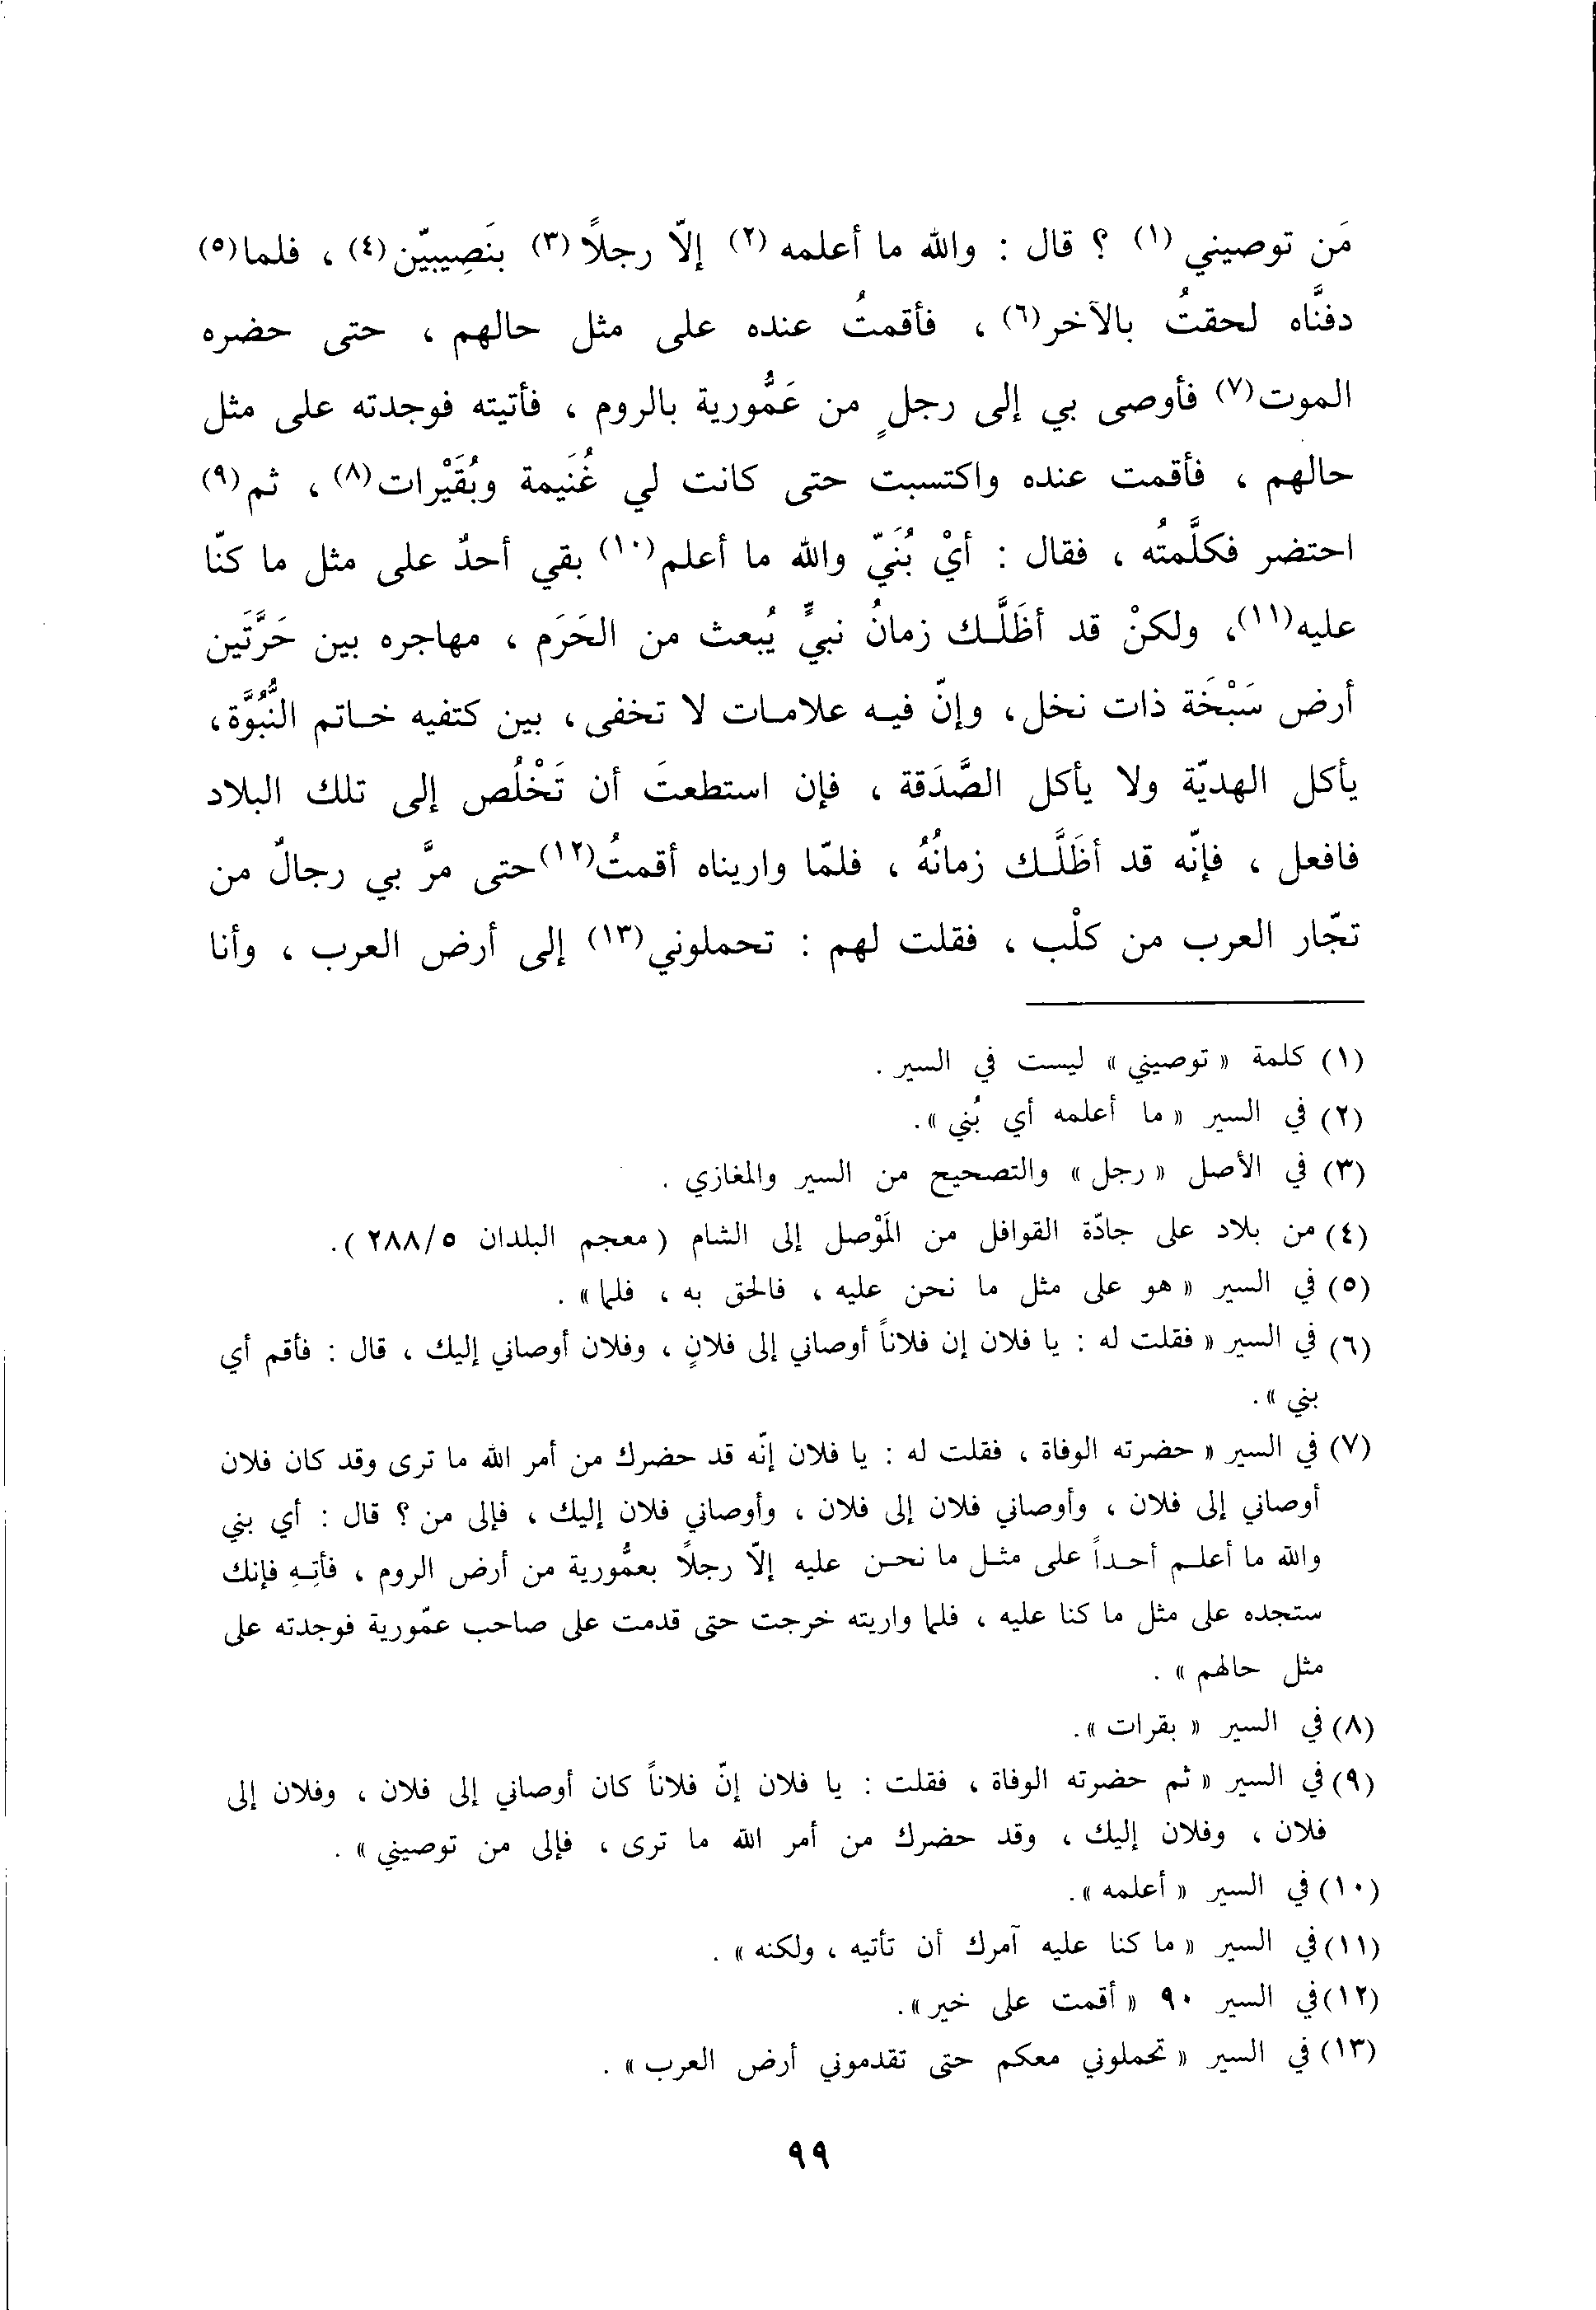 مَن توصيني (١) ؟ قال : والله ما أعلمه (٢) إلّا رجلًا (٣) بنَصِيبيّن (٤) ، فلما (٥)
دفنَّاه لحقتُ بالآخر (٦) ، فأقمتُ عنده على مثل حالهم ، حتى حضره
الموت (٧) فأوصى بي إلى رجلٍ من عَمُّورية بالروم ، فأتيته فوجدته على مثل
حالهم ، فأقمت عنده واكتسبت حتى كانت لي غُنَيمة وبُقَيْرات (٨) ، ثم (٩)
احتضر فكلَّمتُه ، فقال : أيْ بُنَيّ والله ما أعلم (١٠) بقي أحدٌ على مثل ما كنّا
عليه (١١)، ولكنْ قد أظَلَّـك زمانُ نبيٍّ يُبعث من الحَرَم ، مهاجره بين حَرَّتَين
أرض سَبْخَة ذات نخل، وإنّ فيـه علامـات لا تخفى، بين كتفيه خـاتم النُّبُوَّة،
يأكل الهديّة ولا يأكل الصَّدَقة ، فإن استطعتَ أن تَخْلُص إلى تلك البلاد
فافعل ، فإنّه قد أظَلَّـك زمانُهُ ، فلمّا واريناه أقمتُ (١٢) حتى مرَّ بي رجالٌ من
تجّار العرب من كلْب ، فقلت لهم : تحملوني (١٣) إلى أرض العرب ، وأنا
(١) كلمة « توصيني » ليست في السير .
(٢) في السير « ما أعلمه أي بُني ».
(٣) في الأصل « رجل » والتصحيح من السير والمغازي .
(٤) من بلاد على جادّة القوافل من المَوْصل إلى الشام ( معجم البلدان ٢٨٨/٥ ).
(٥) في السير « هو على مثل ما نحن عليه ، فالحق به ، فلما » .
(٦) في السير « فقلت له : يا فلان إن فلاناً أوصاني إلى فلانٍ ، وفلان أوصاني إليك ، قال : فأقم أي
بني ».
(٧) في السير « حضرته الوفاة ، فقلت له : يا فلان إنّه قد حضرك من أمر الله ما ترى وقد كان فلان
أوصاني إلى فلان ، وأوصاني فلان إلى فلان ، وأوصاني فلان إليك ، فإلى من ؟ قال : أي بني
والله ما أعلـم أحـداً على مثـل ما نحـن عليه إلّا رجلًا بعمُّورية من أرض الروم ، فأتِـهِ فإنك
ستجده على مثل ما كنا عليه ، فلما واريته خرجت حتى قدمت على صاحب عمّورية فوجدته على
مثل حالهم » .
(٨) في السير « بقرات ».
(٩) في السير « ثم حضرته الوفاة ، فقلت : يا فلان إنّ فلاناً كان أوصاني إلى فلان ، وفلان إلى
فلان ، وفلان إليك ، وقد حضرك من أمر الله ما ترى ، فإلى من توصيني » .
(١٠) في السير « أعلمه ».
(١١) في السير « ما كنا عليه آمرك أن تأتيه ، ولكنه » .
(١٢) في السير ٩٠ « أقمت على خير ».
(١٣) في السير « تحملوني معكم حتى تقدموني أرض العرب » .
٩٩